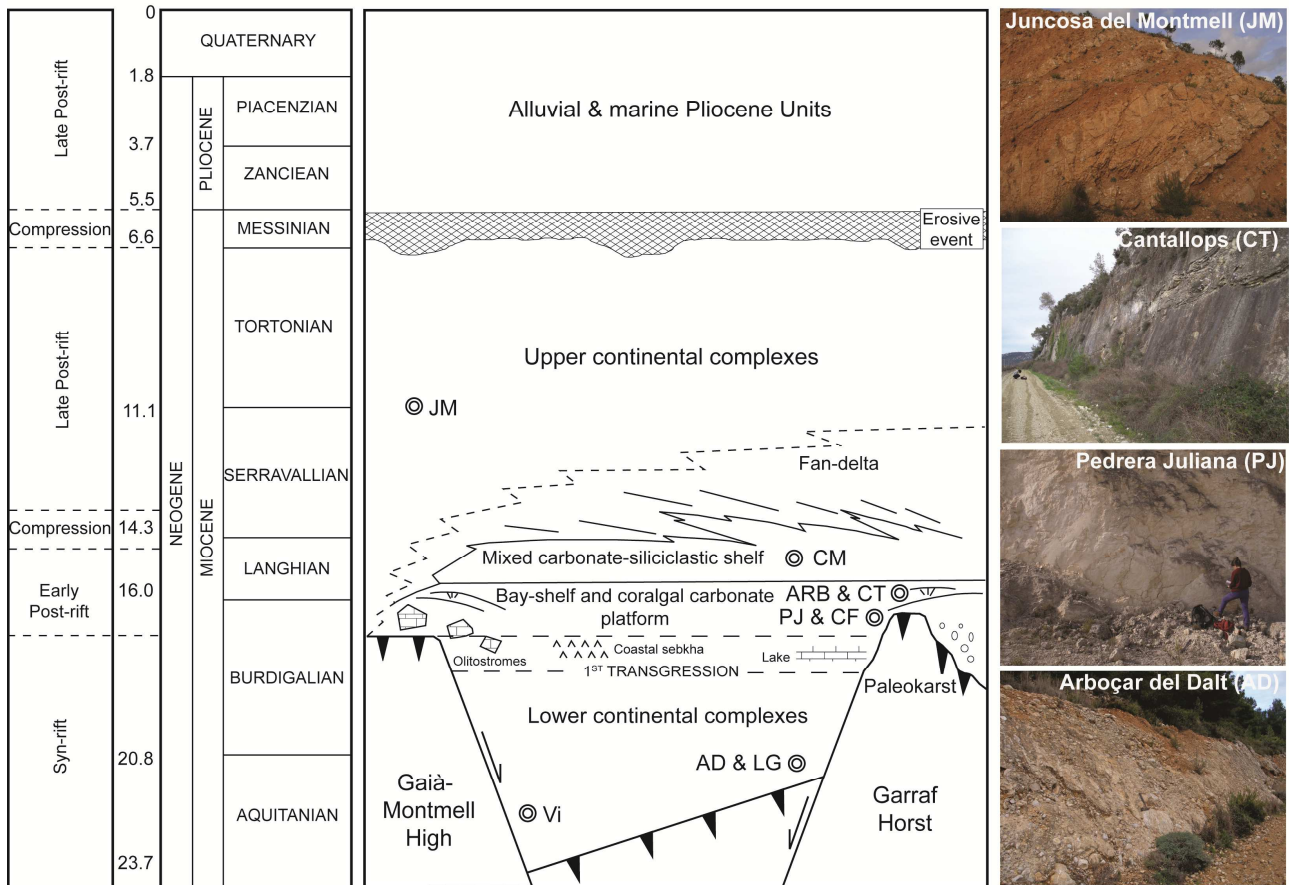 0
Late Post-rift
1.8
3.7
5.5
Compression
6.6
Late Post-rift
11.1
Compression
14.3
Early
Post-rift
16.0
Syn-rift
20.8
23.7
QUATERNARY
NEOGENE
PLIOCENE
PIACENZIAN
ZANCIEAN
MIOCENE
MESSINIAN
TORTONIAN
SERRAVALLIAN
LANGHIAN
BURDIGALIAN
AQUITANIAN
Alluvial & marine Pliocene Units
Erosive
event
Upper continental complexes
JM
Fan-delta
Mixed carbonate-siliciclastic shelf
CM
Bay-shelf and coralgal carbonate
platform
ARB & CT
PJ & CF
Olitostromes
Coastal sebkha
Lake
1ST TRANSGRESSION
Paleokarst
Lower continental complexes
AD & LG
Vi
Gaià-
Montmell
High
Garraf
Horst
Juncosa del Montmell (JM)
Cantallops (CT)
Pedrera Juliana (PJ)
Arboçar del Dalt (AD)